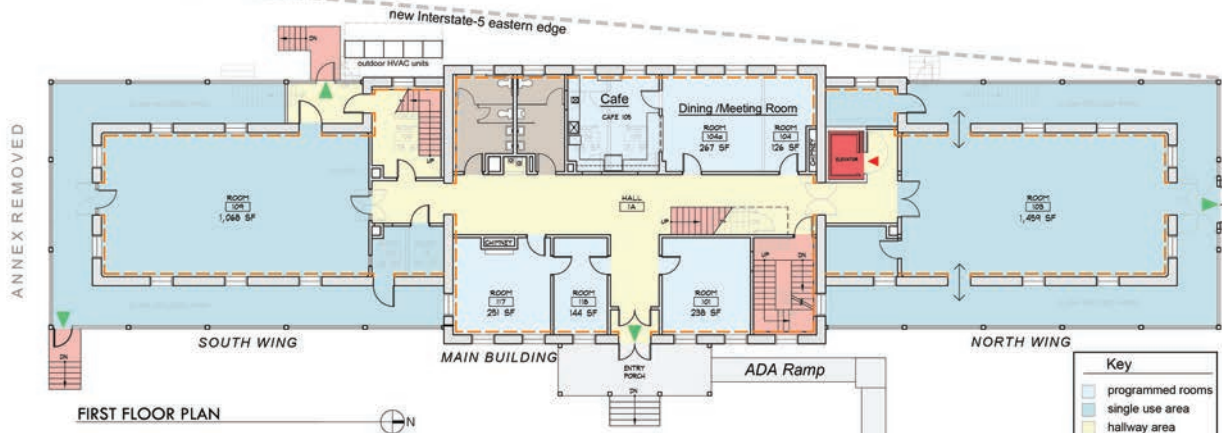 new Interstate-5 eastern edge
DN
outdoor HVAC units
ANNEX REMOVED
Cafe
CAFE 105
Dining /Meeting Room
ROOM
104a
267 SF
ROOM
104
126 SF
CHIMNEY
UP
ELEVATOR
ROOM
109
1,068 SF
HALL
1A
UP
ROOM
1,459 SF
CHIMNEY
ROOM
117
251 SF
ROOM
118
144 SF
ROOM
101
238 SF
UP
DN
SOUTH WING
MAIN BUILDING
NORTH WING
DN
ENTRY
PORCH
DN
ADA Ramp
FIRST FLOOR PLAN
N
Key
programmed rooms
single use area
hallway area